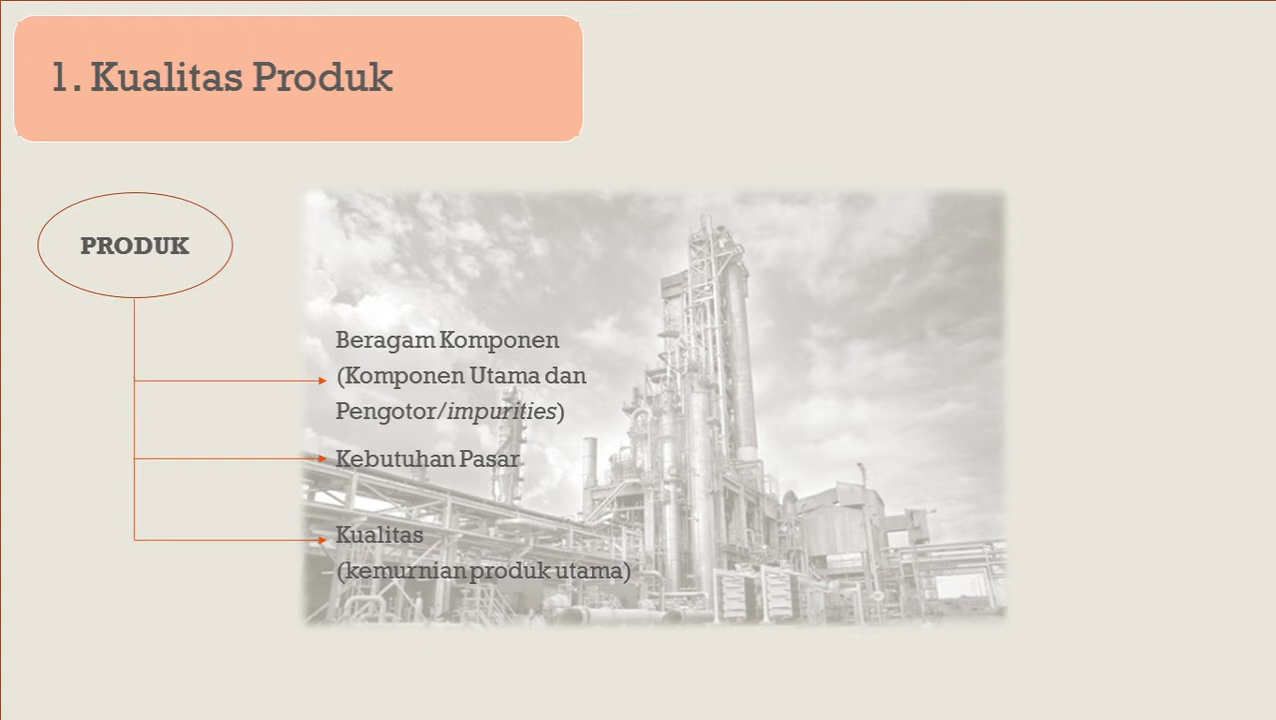 1. Kualitas Produk
PRODUK
Beragam Komponen
(Komponen Utama dan
Pengotor/impurities)
Kebutuhan Pasar
Kualitas
(kemurnian produk utama)